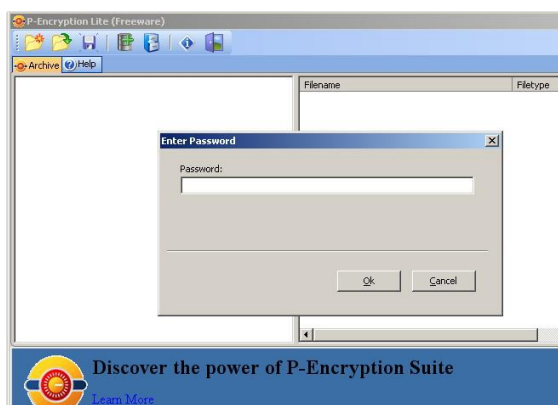 P-Encryption Lite (Freeware)
Archive Help
Filename Filetype
Enter Password
Password:
Ok Cancel
Discover the power of P-Encryption Suite
Learn More